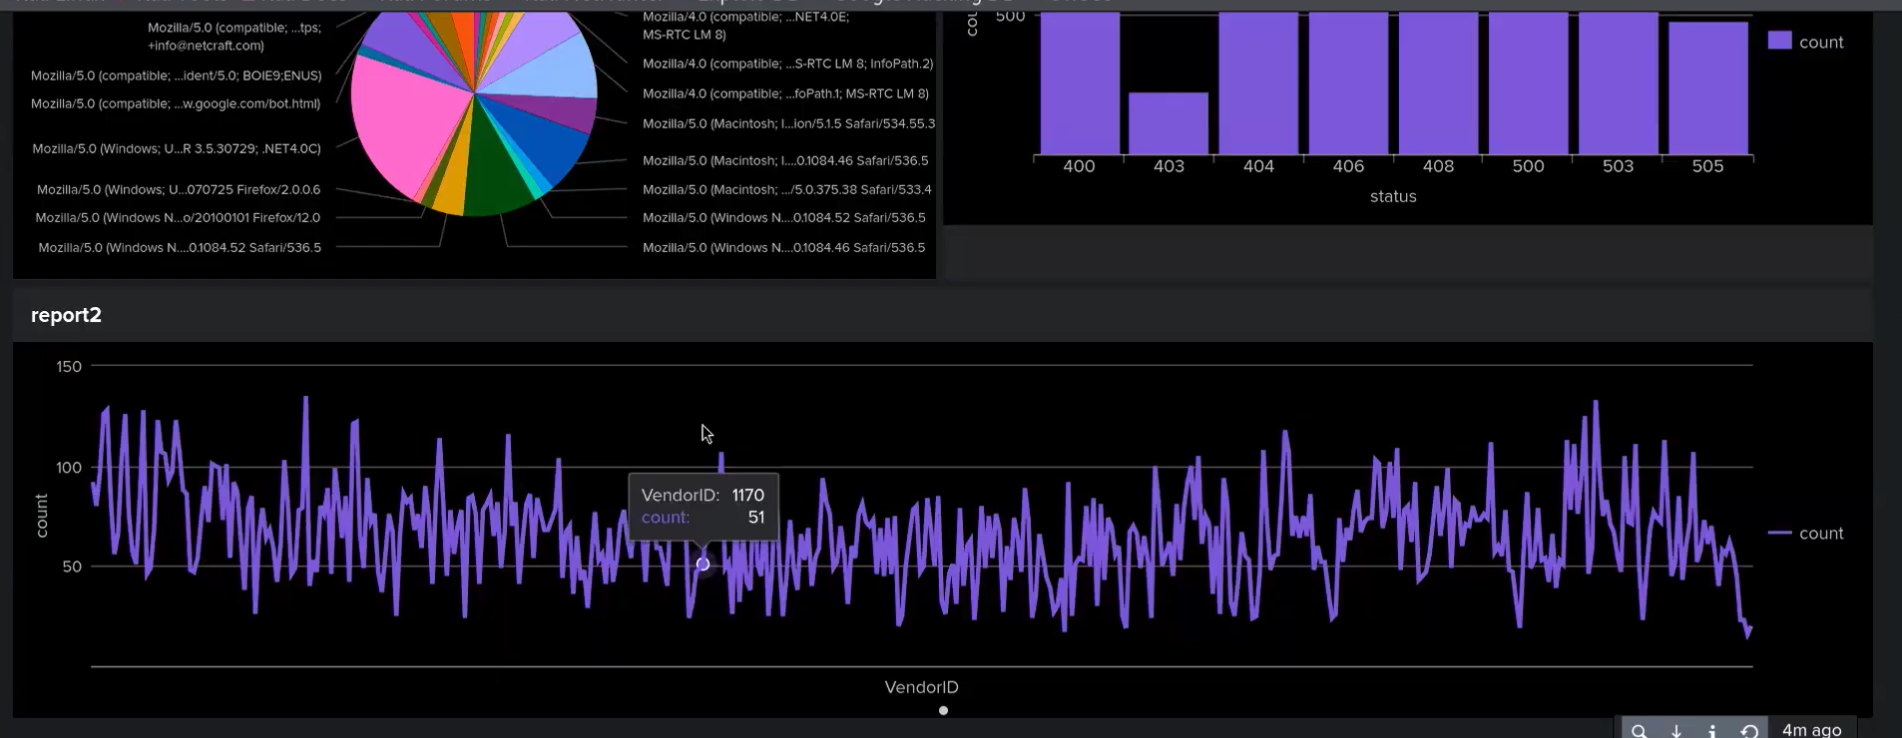 Mozilla/5.0 (compatible; ...tps;
+info@netcraft.com)
Mozilla/5.0 (compatible; ...ident/5.0; BOIE9;ENUS)
Mozilla/5.0 (compatible; ...w.google.com/bot.html)
Mozilla/5.0 (Windows; U...R 3.5.30729; .NET4.0C)
Mozilla/5.0 (Windows; U...070725 Firefox/2.0.0.6
Mozilla/5.0 (Windows N...o/20100101 Firefox/12.0
Mozilla/5.0 (Windows N....0.1084.52 Safari/536.5
Mozilla/4.0 (compatible; ...NET4.0E;
MS-RTC LM 8)
Mozilla/4.0 (compatible; ...S-RTC LM 8; InfoPath.2)
Mozilla/4.0 (compatible; ...foPath.1; MS-RTC LM 8)
Mozilla/5.0 (Macintosh; I...ion/5.1.5 Safari/534.55.3
Mozilla/5.0 (Macintosh; I....0.1084.46 Safari/536.5
Mozilla/5.0 (Macintosh; .../5.0.375.38 Safari/533.4
Mozilla/5.0 (Windows N....0.1084.52 Safari/536.5
Mozilla/5.0 (Windows N....0.1084.46 Safari/536.5
500
count
400 403 404 406 408 500 503 505
status
report2
150
100
50
count
VendorID: 1170
count: 51
count
VendorID
4m ago